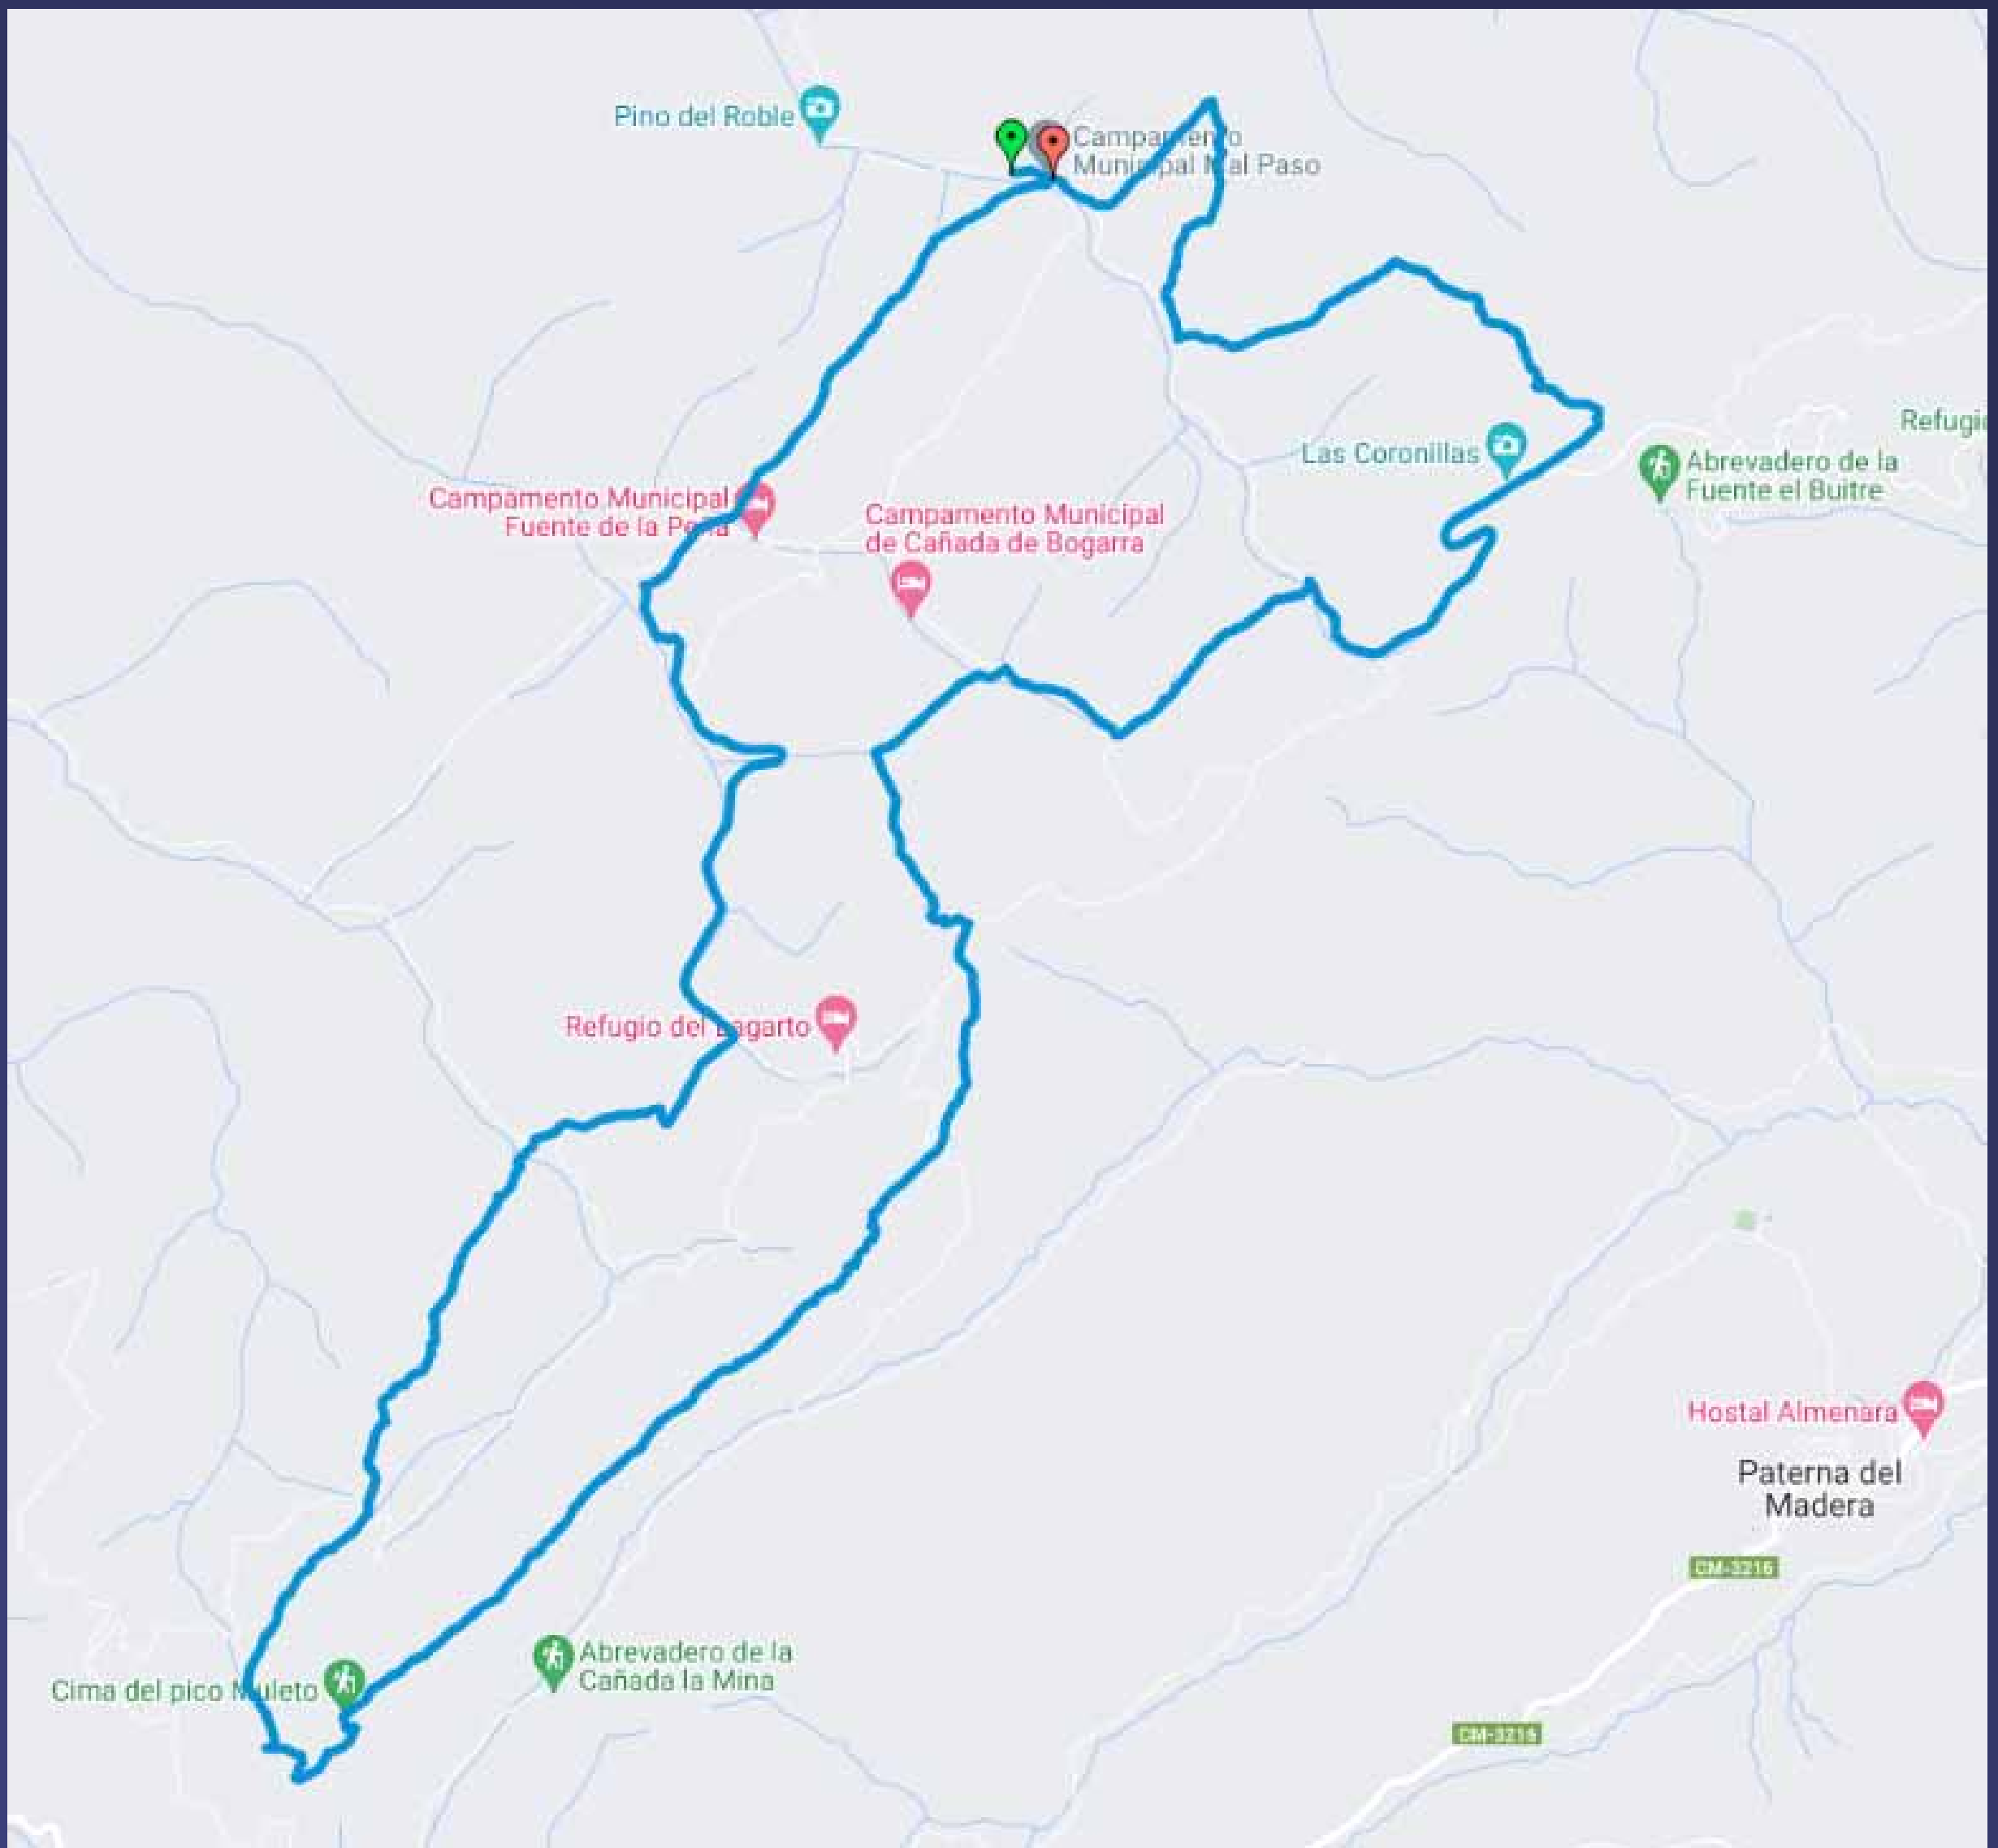 Pino del Roble
Campamento
Municipal Mal Paso
Refugio
Las Coronillas
Abrevadero de la
Fuente el Buitre
Campamento Municipal
Fuente de la Peña
Campamento Municipal
de Cañada de Bogarra
Refugio del Lagarto
Hostal Almenara
Paterna del
Madera
CM-3216
Abrevadero de la
Cañada la Mina
Cima del pico Muleto
CM-3216